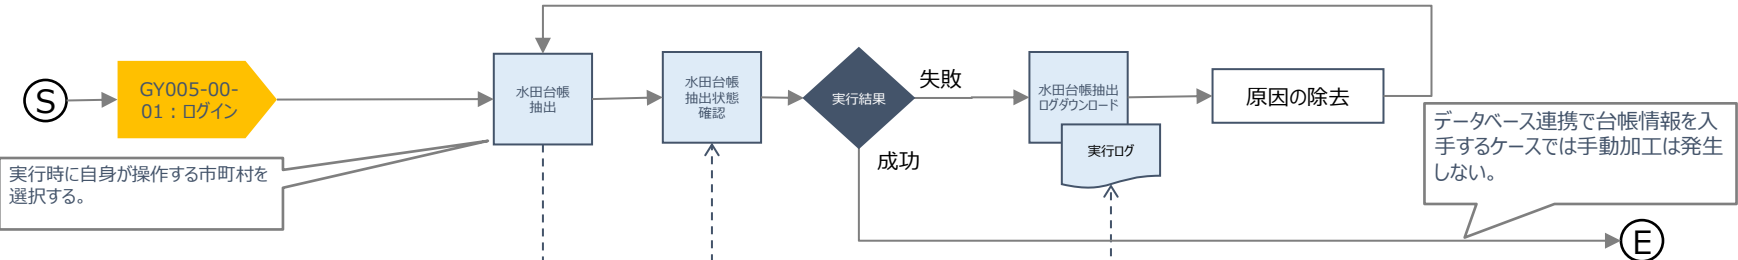 S
GY005-00-
01：ログイン
水田台帳
抽出
水田台帳
抽出状態
確認
実行結果
失敗
成功
水田台帳抽出
ログダウンロード
実行ログ
原因の除去
実行時に自身が操作する市町村を
選択する。
データベース連携で台帳情報を入
手するケースでは手動加工は発生
しない。
E